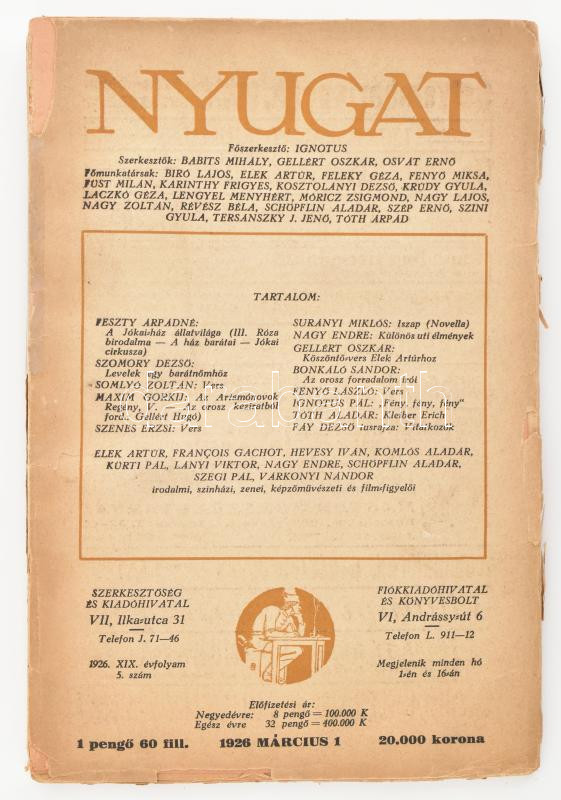 NYUGAT
Főszerkesztő: IGNOTUS
Szerkesztők: BABITS MIHÁLY, GELLÉRT OSZKÁR, OSVÁT ERNŐ
Főmunkatársak: BIRÓ LAJOS, ELEK ARTÚR, FELEKY GÉZA, FENYŐ MIKSA,
FÜST MILÁN, KARINTHY FRIGYES, KOSZTOLÁNYI DEZSŐ, KRÚDY GYULA,
LACZKÓ GÉZA, LENGYEL MENYHÉRT, MÓRICZ ZSIGMOND, NAGY LAJOS,
NAGY ZOLTÁN, RÉVÉSZ BÉLA, SCHÖPFLIN ALADÁR, SZÉP ERNŐ, SZINI
GYULA, TERSÁNSZKY J. JENŐ, TÓTH ÁRPÁD
TARTALOM:
FESZTY ÁRPÁDNÉ:
A Jókai-ház állatvilága (III. Róza
birodalma — A ház barátai — Jókai
cirkusza)
SZOMORY DEZSŐ:
Levelek egy barátnőmhöz
SOMLYÓ ZOLTÁN: Vers
MAXIM GORKIJ: Az Artamónovok
Regény, V. — Az orosz kéziratból
ford.: Gellért Hugó)
SZENES ERZSI: Vers
SURÁNYI MIKLÓS: Iszap (Novella)
NAGY ENDRE: Különös uti élmények
GELLÉRT OSZKÁR:
Köszöntő-vers Elek Artúrhoz
BONKÁLÓ SÁNDOR:
Az orosz forradalom írói
FENYŐ LÁSZLÓ: Vers
IGNOTUS PÁL: „Fény, fény, fény“
TÓTH ALADÁR: Kleiber Erich
FÁY DEZSŐ tusrajza: Vitatkozók
ELEK ARTÚR, FRANÇOIS GACHOT, HEVESY IVÁN, KOMLÓS ALADÁR,
KÜRTI PÁL, LÁNYI VIKTOR, NAGY ENDRE, SCHÖPFLIN ALADÁR,
SZEGI PÁL, VÁRKONYI NÁNDOR
irodalmi, színházi, zenei, képzőművészeti és film-figyelői
SZERKESZTŐSÉG
ÉS KIADÓHIVATAL
VII, Ilka-utca 31
Telefon J. 71—46
1926. XIX. évfolyam
5. szám
FIÓKKIADÓHIVATAL
ÉS KÖNYVESBOLT
VI, Andrássy-út 6
Telefon L. 911—12
Megjelenik minden hó
1-én és 16-án
Előfizetési ár:
Negyedévre: 8 pengő = 100.000 K
Egész évre 32 pengő = 400.000 K
1 pengő 60 fill. 1926 MÁRCIUS 1 20.000 korona